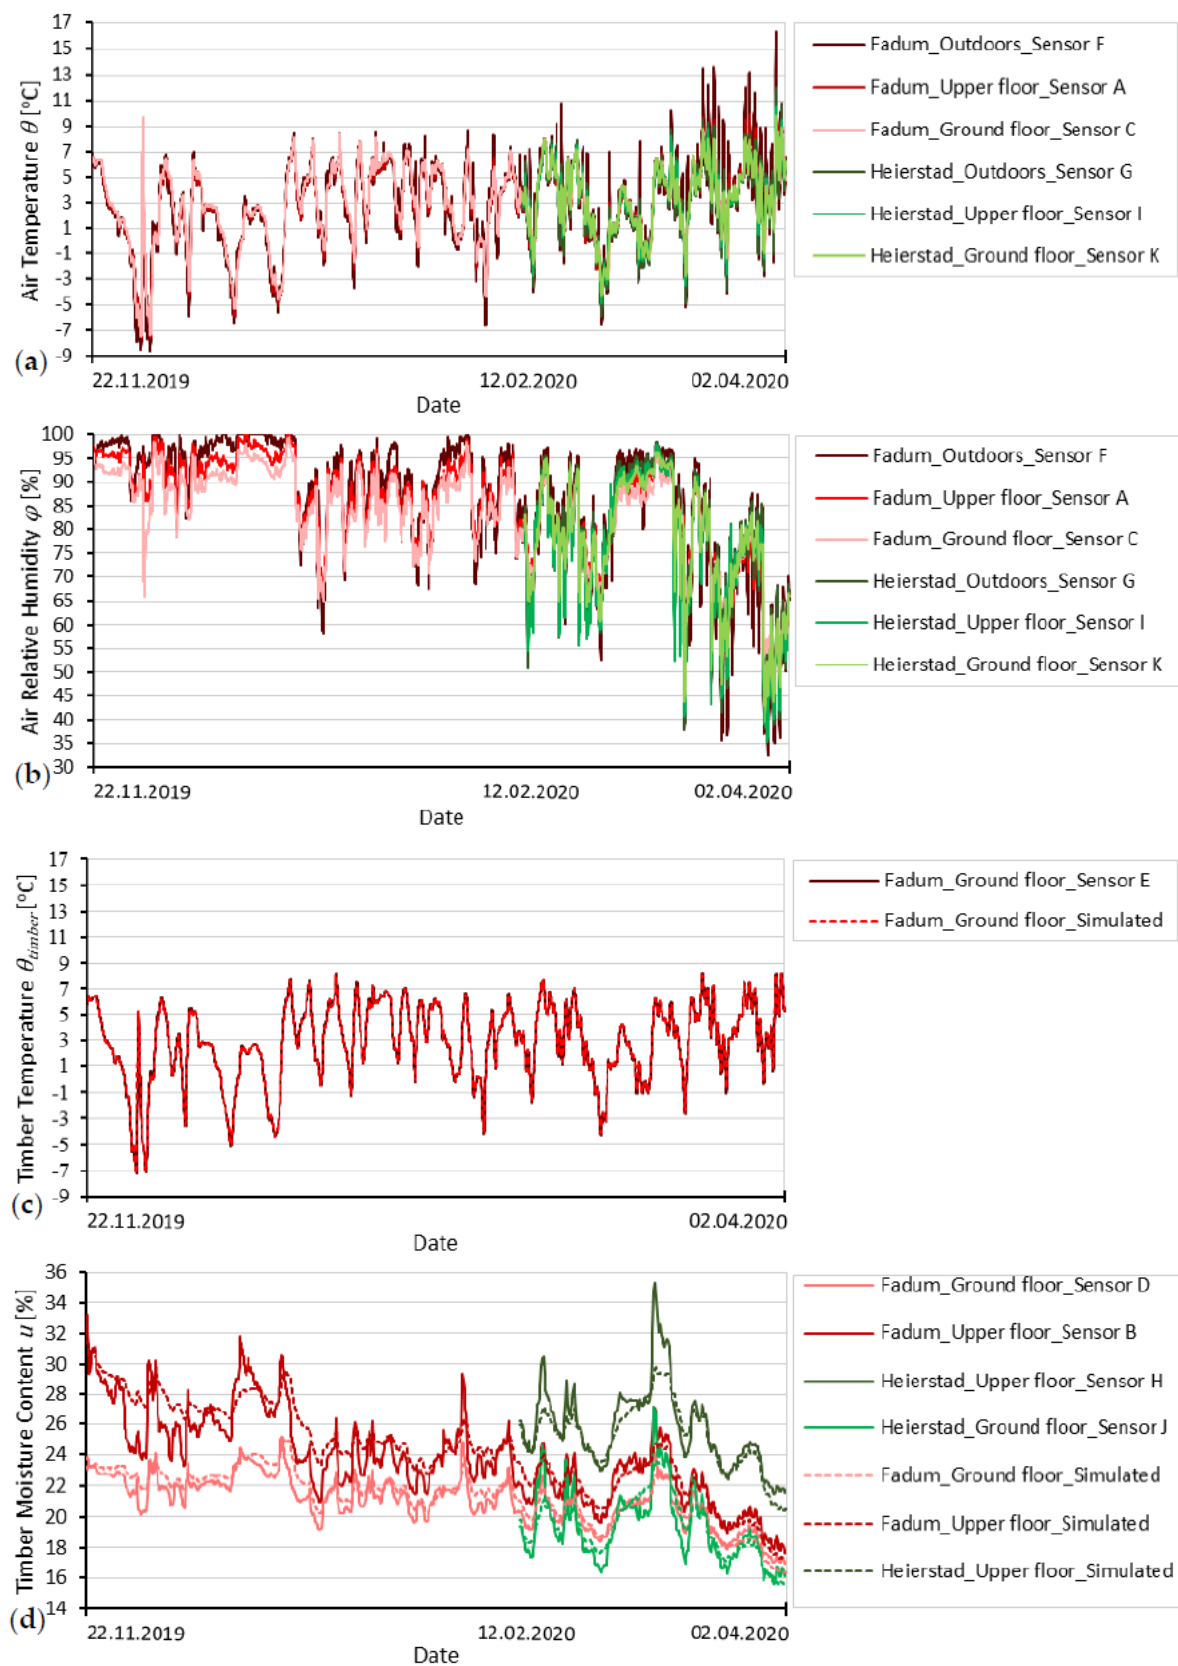 17
15
13
11
9
7
5
3
1
-1
-3
-5
-7
-9
Air Temperature θ [°C]
(a)
22.11.2019 12.02.2020 02.04.2020
Date
Fadum_Outdoors_Sensor F
Fadum_Upper floor_Sensor A
Fadum_Ground floor_Sensor C
Heierstad_Outdoors_Sensor G
Heierstad_Upper floor_Sensor I
Heierstad_Ground floor_Sensor K
100
95
90
85
80
75
70
65
60
55
50
45
40
35
30
Air Relative Humidity φ [%]
(b)
22.11.2019 12.02.2020 02.04.2020
Date
Fadum_Outdoors_Sensor F
Fadum_Upper floor_Sensor A
Fadum_Ground floor_Sensor C
Heierstad_Outdoors_Sensor G
Heierstad_Upper floor_Sensor I
Heierstad_Ground floor_Sensor K
17
15
13
11
9
7
5
3
1
-1
-3
-5
-7
-9
Timber Temperature θtimber [°C]
(c)
22.11.2019 02.04.2020
Date
Fadum_Ground floor_Sensor E
Fadum_Ground floor_Simulated
36
34
32
30
28
26
24
22
20
18
16
14
Timber Moisture Content u [%]
(d)
22.11.2019 12.02.2020 02.04.2020
Date
Fadum_Ground floor_Sensor D
Fadum_Upper floor_Sensor B
Heierstad_Upper floor_Sensor H
Heierstad_Ground floor_Sensor J
Fadum_Ground floor_Simulated
Fadum_Upper floor_Simulated
Heierstad_Upper floor_Simulated